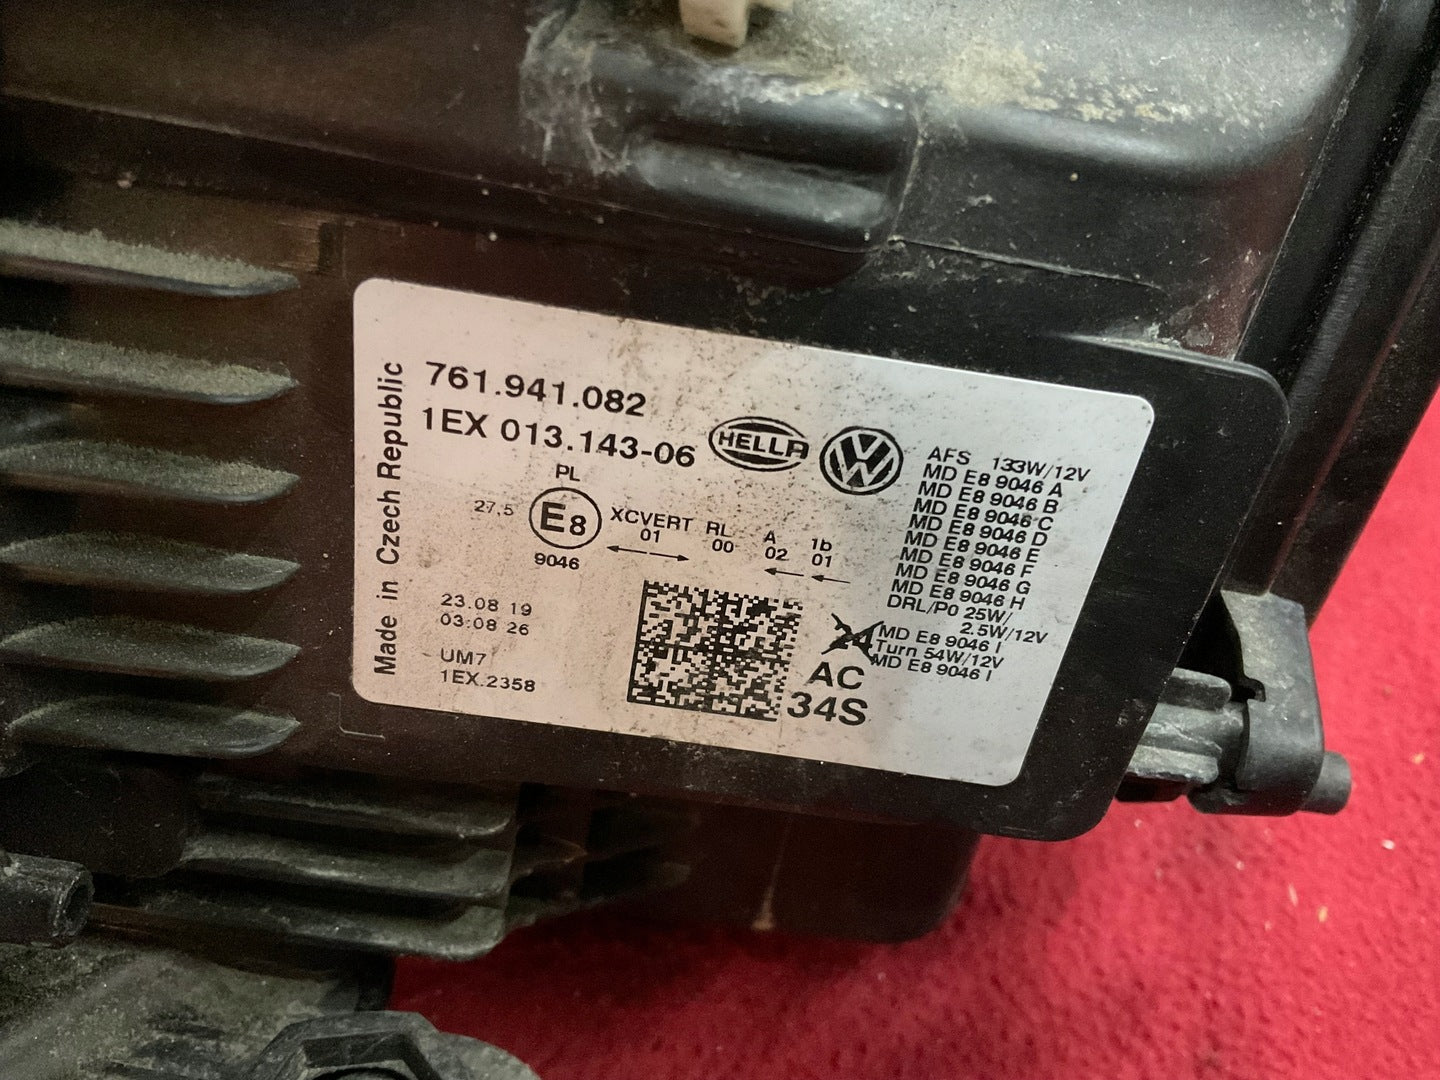 Made in Czech Republic
761.941.082
1EX 013.143-06
HELLA
PL
27.5
E8
9046
XCVERT RL A 1b
01 00 02 01
23.08 19
03:08 26
UM7
1EX.2358
24
AC
34S
AFS 133W/12V
MD E8 9046 A
MD E8 9046 B
MD E8 9046 C
MD E8 9046 D
MD E8 9046 E
MD E8 9046 F
MD E8 9046 G
MD E8 9046 H
DRL/P0 25W/
2.5W/12V
MD E8 9046 I
Turn 54W/12V
MD E8 9046 I